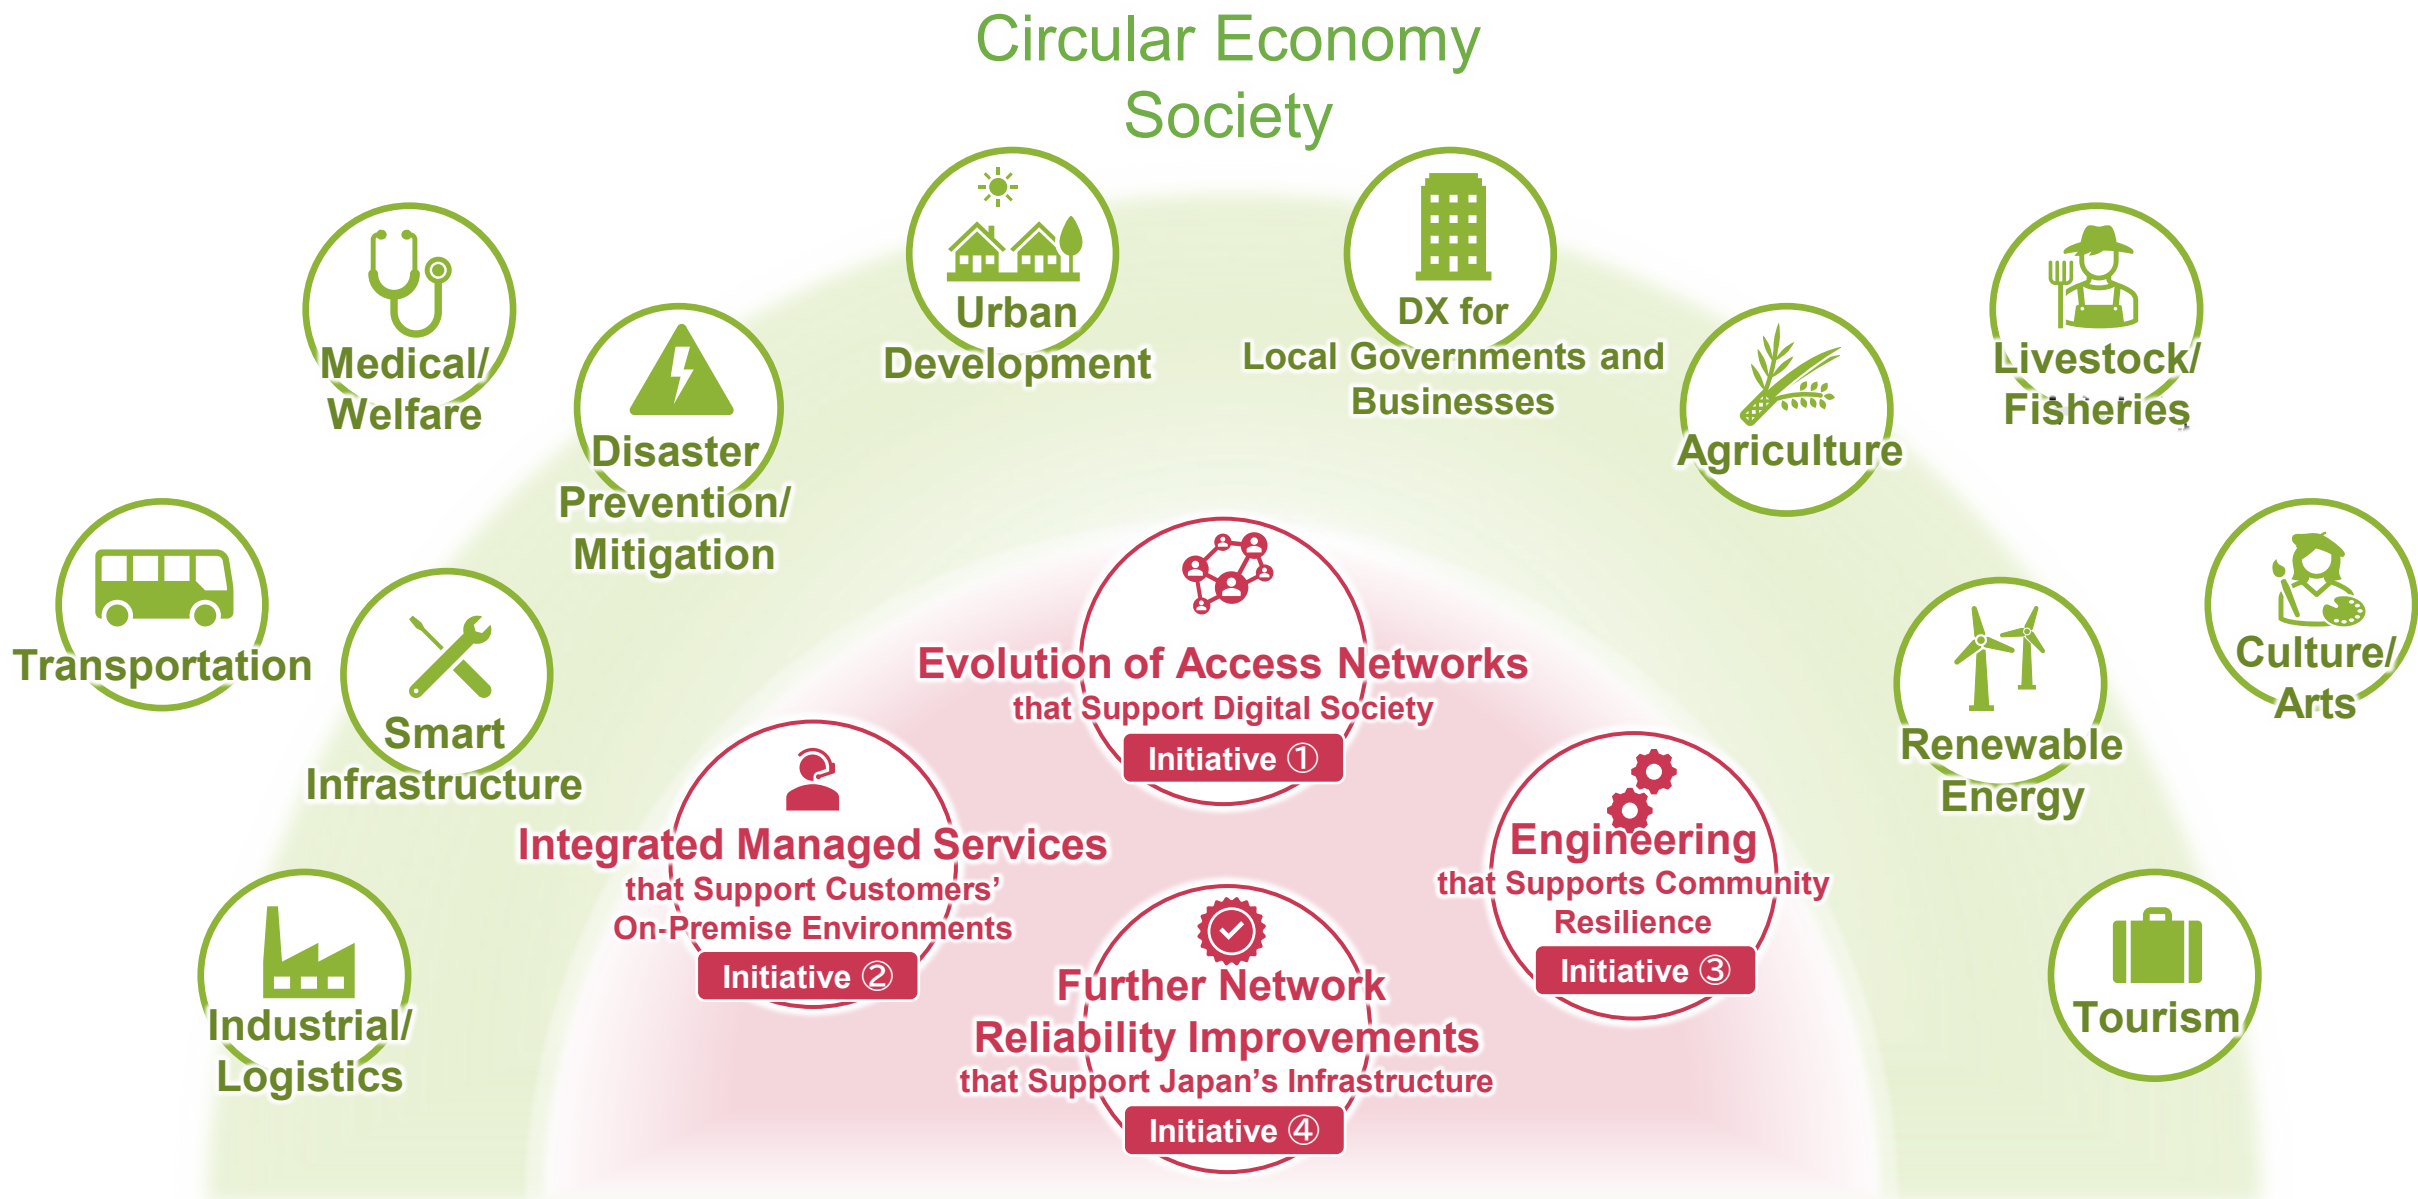 Circular Economy
Society
Medical/
Welfare
Disaster
Prevention/
Mitigation
Urban
Development
DX for
Local Governments and
Businesses
Agriculture
Livestock/
Fisheries
Transportation
Smart
Infrastructure
Industrial/
Logistics
Renewable
Energy
Culture/
Arts
Tourism
Evolution of Access Networks
that Support Digital Society
Initiative ①
Integrated Managed Services
that Support Customers’
On-Premise Environments
Initiative ②
Engineering
that Supports Community
Resilience
Initiative ③
Further Network
Reliability Improvements
that Support Japan’s Infrastructure
Initiative ④